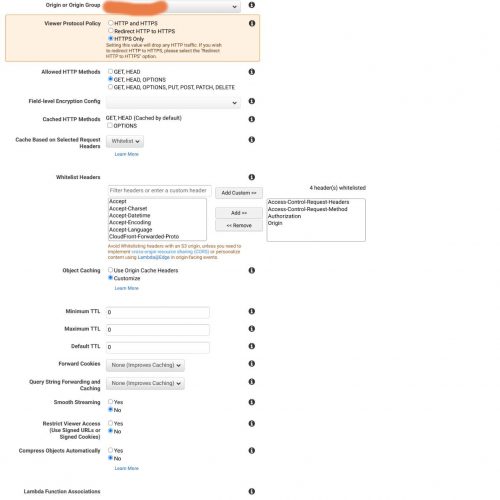 Origin or Origin Group
Viewer Protocol Policy
HTTP and HTTPS
Redirect HTTP to HTTPS
HTTPS Only
Setting this value will drop any HTTP traffic. If you wish
to redirect HTTP to HTTPS, please select the "Redirect
HTTP to HTTPS" option.
Allowed HTTP Methods
GET, HEAD
GET, HEAD, OPTIONS
GET, HEAD, OPTIONS, PUT, POST, PATCH, DELETE
Field-level Encryption Config
Cached HTTP Methods
GET, HEAD (Cached by default)
OPTIONS
Cache Based on Selected Request
Headers
Whitelist
Learn More
Whitelist Headers
Filter headers or enter a custom header
Add Custom >>
4 header(s) whitelisted
Accept
Accept-Charset
Accept-Datetime
Accept-Encoding
Accept-Language
CloudFront-Forwarded-Proto
Add >>
<< Remove
Access-Control-Request-Headers
Access-Control-Request-Method
Authorization
Origin
Avoid Whitelisting headers with an S3 origin, unless you need to
implement cross-origin resource sharing (CORS) or personalize
content using Lambda@Edge in origin-facing events.
Object Caching
Use Origin Cache Headers
Customize
Learn More
Minimum TTL
0
Maximum TTL
0
Default TTL
0
Forward Cookies
None (Improves Caching)
Query String Forwarding and
Caching
None (Improves Caching)
Smooth Streaming
Yes
No
Restrict Viewer Access
(Use Signed URLs or
Signed Cookies)
Yes
No
Compress Objects Automatically
Yes
No
Learn More
Lambda Function Associations